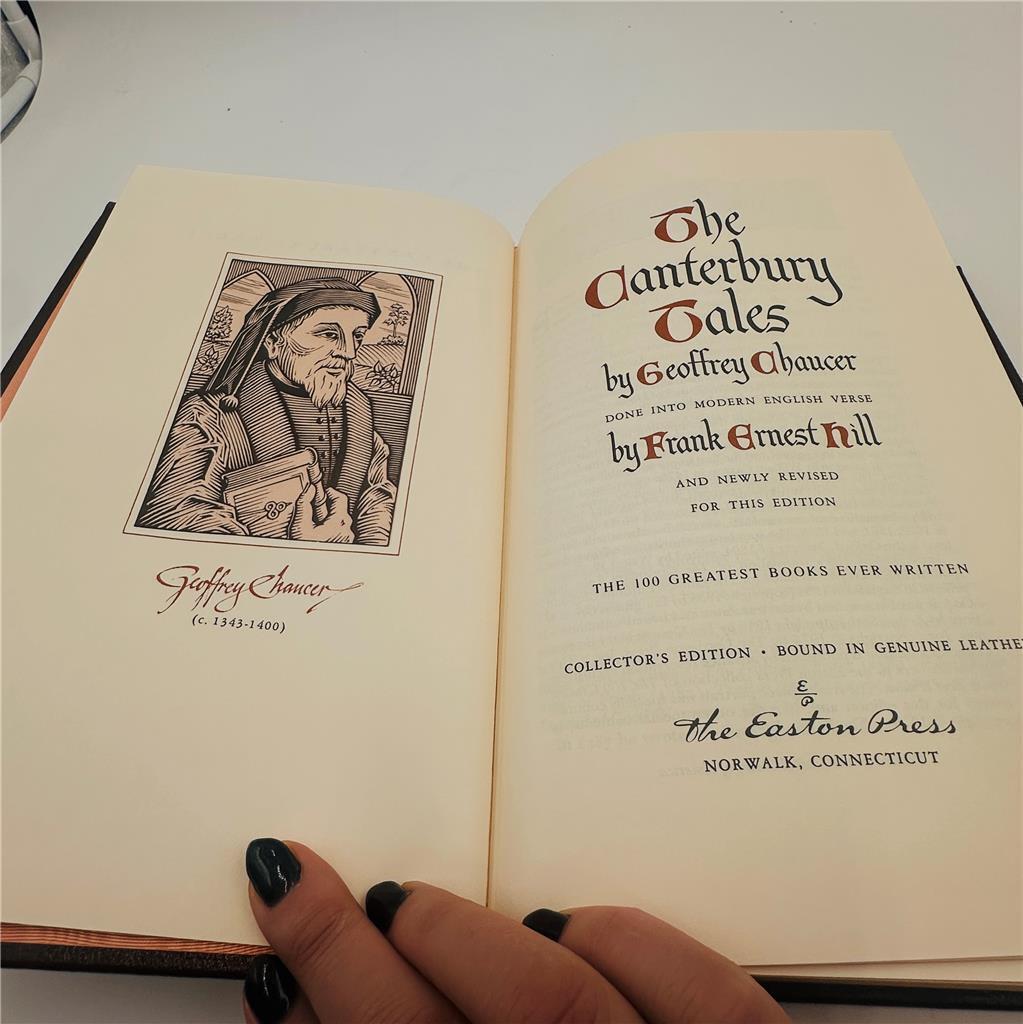 Geoffrey Chaucer
(c. 1343-1400)
The
Canterbury
Tales
by Geoffrey Chaucer
DONE INTO MODERN ENGLISH VERSE
by Frank Ernest Hill
AND NEWLY REVISED
FOR THIS EDITION
THE 100 GREATEST BOOKS EVER WRITTEN
COLLECTOR'S EDITION • BOUND IN GENUINE LEATHE
E
P
The Easton Press
NORWALK, CONNECTICUT